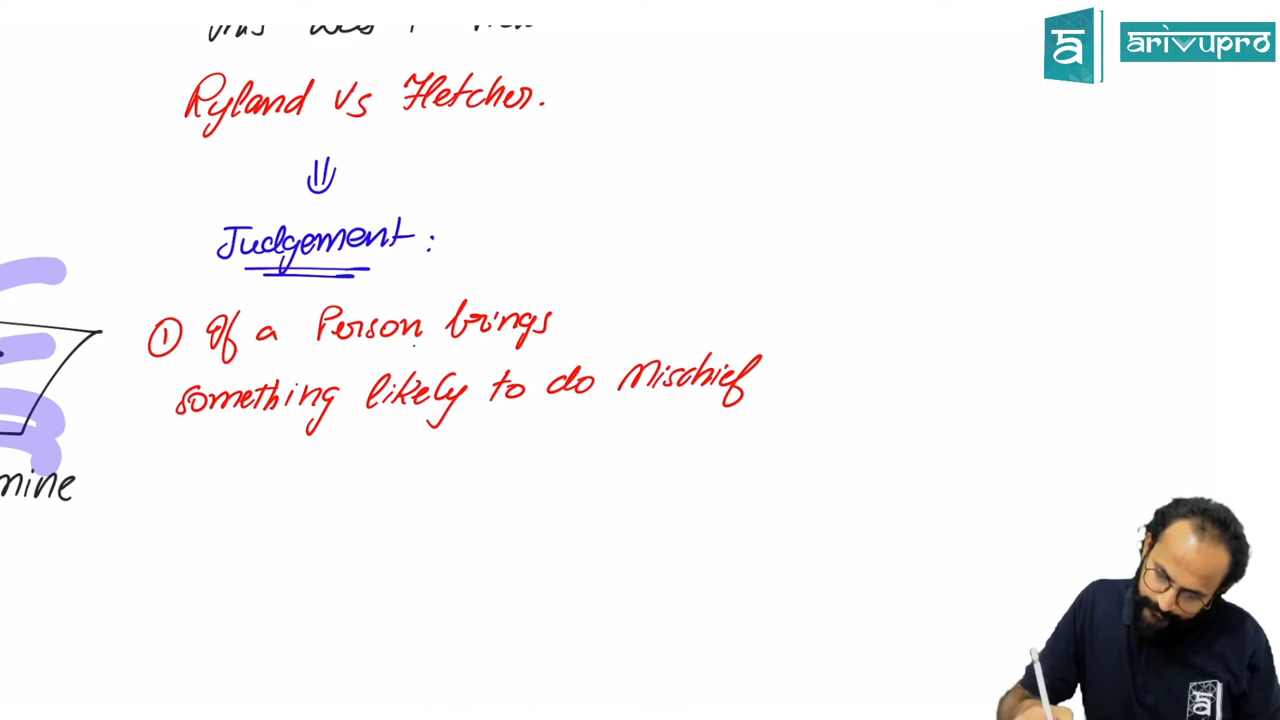 arivupro
Ryland Vs Fletcher.
Judgement :
① If a Person brings
something likely to do Mischief
mine